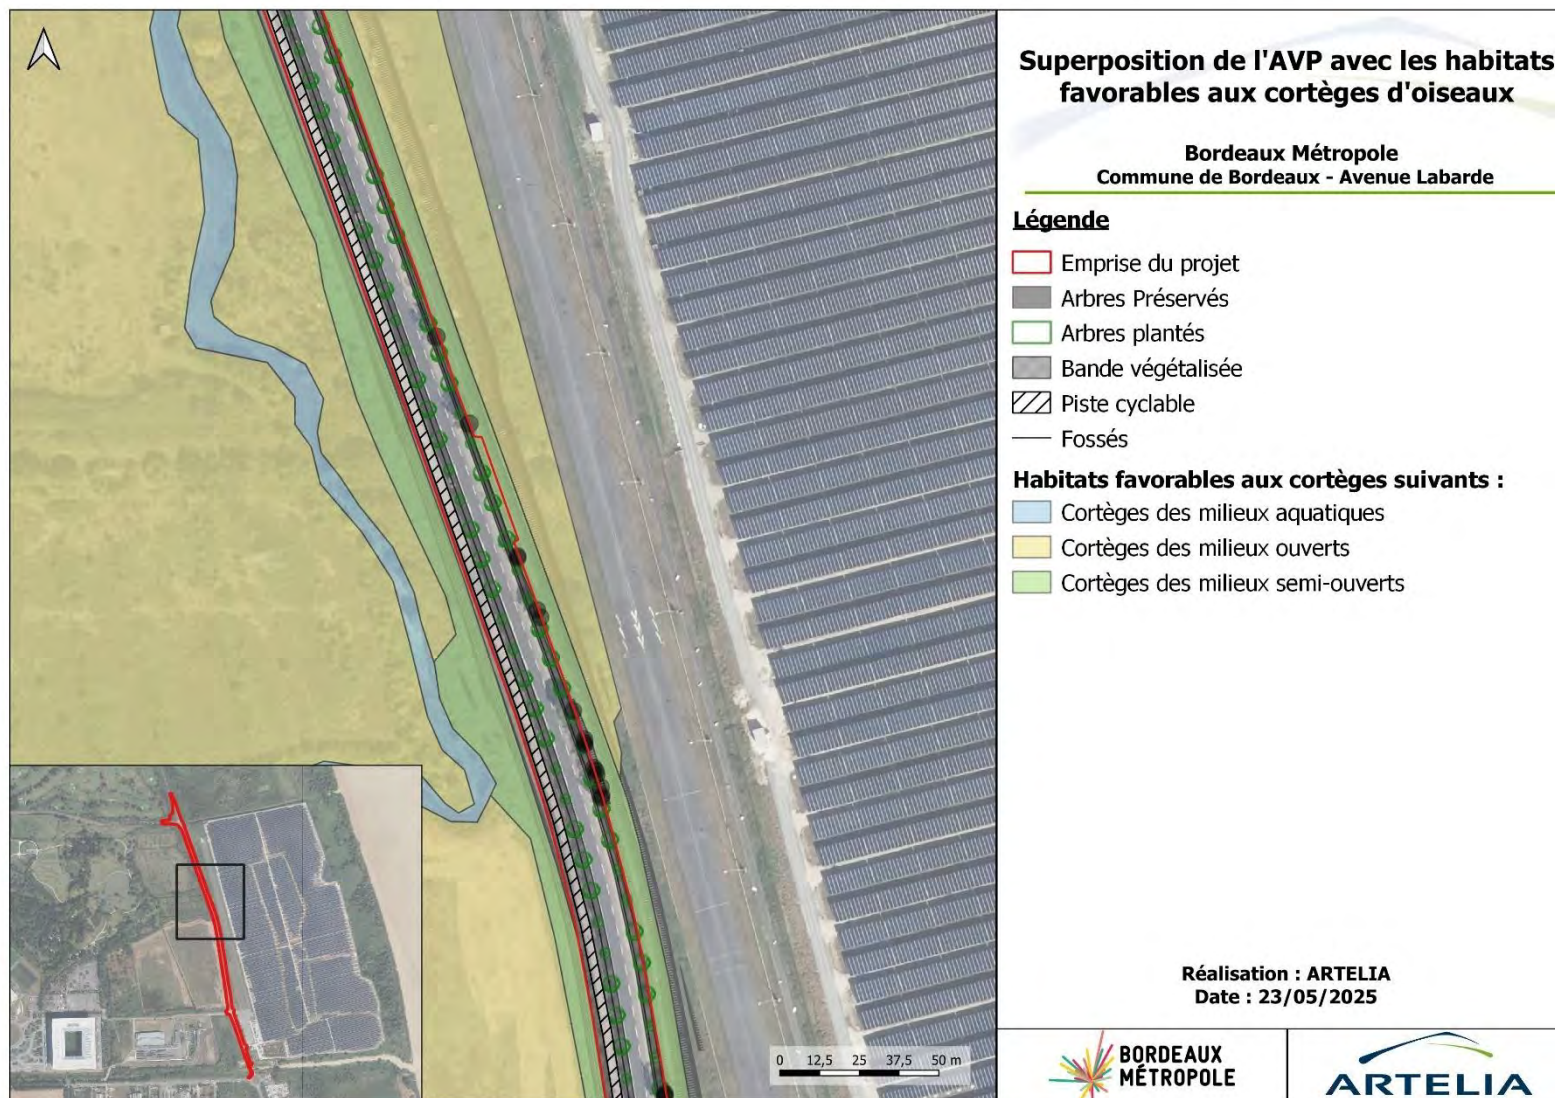 Superposition de l'AVP avec les habitats
favorables aux cortèges d'oiseaux
Bordeaux Métropole
Commune de Bordeaux - Avenue Labarde
Légende
Emprise du projet
Arbres Préservés
Arbres plantés
Bande végétalisée
Piste cyclable
Fossés
Habitats favorables aux cortèges suivants :
Cortèges des milieux aquatiques
Cortèges des milieux ouverts
Cortèges des milieux semi-ouverts
Réalisation : ARTELIA
Date : 23/05/2025
0 12,5 25 37,5 50 m
BORDEAUX
MÉTROPOLE
ARTELIA